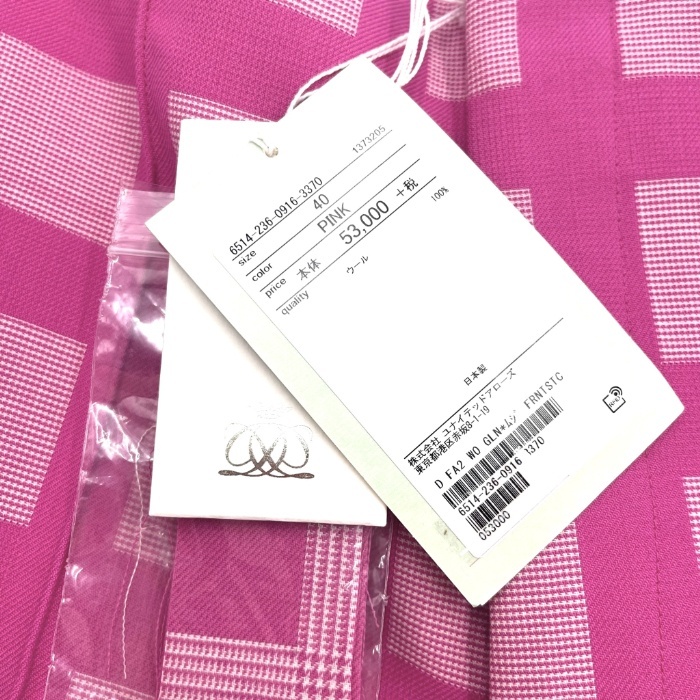 1373205
6514-236-0916-3370
size 40
color PINK
price 本体 53,000 +税
quality ウール 100%
日本製
株式会社 ユナイテッドアローズ
東京都港区赤坂8-1-19
D FA2 WO GLN*ムジ FRNTSTC
6514-236-0916 1370
053000